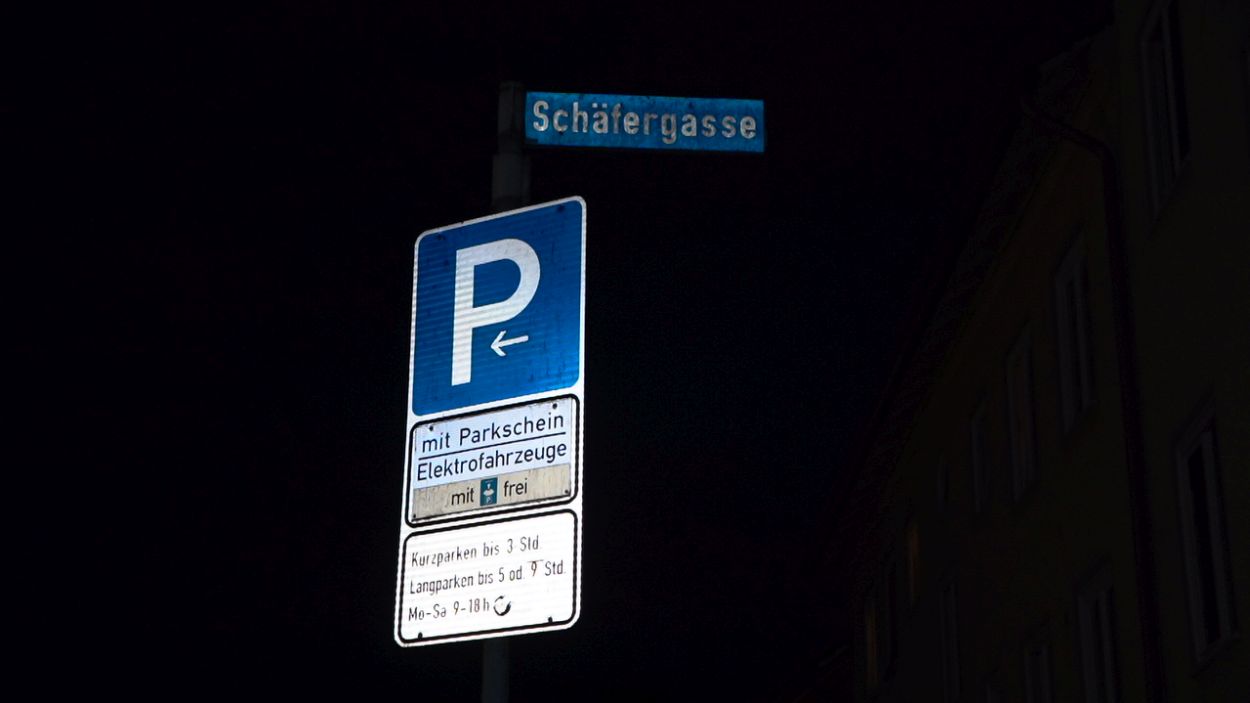 Schäfergasse
P
mit Parkschein
Elektrofahrzeuge
mit frei
Kurzparken bis 3 Std.
Langparken bis 5 od. 9 Std.
Mo-Sa 9-18h